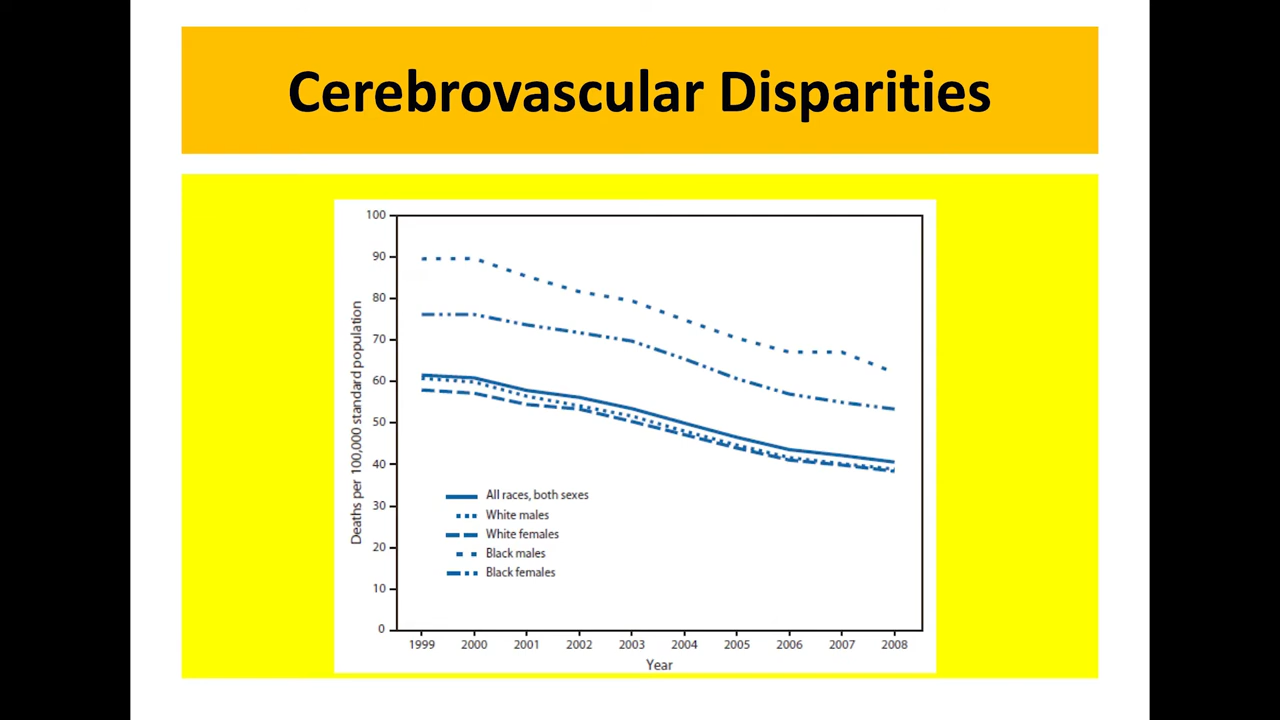 Cerebrovascular Disparities
100
90
80
70
60
50
40
30
20
10
0
Deaths per 100,000 standard population
All races, both sexes
White males
White females
Black males
Black females
1999 2000 2001 2002 2003 2004 2005 2006 2007 2008
Year